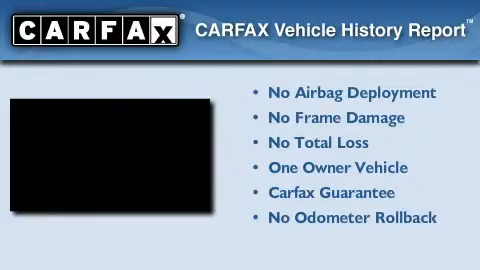 CARFAX® CARFAX Vehicle History Report™
• No Airbag Deployment
• No Frame Damage
• No Total Loss
• One Owner Vehicle
• Carfax Guarantee
• No Odometer Rollback